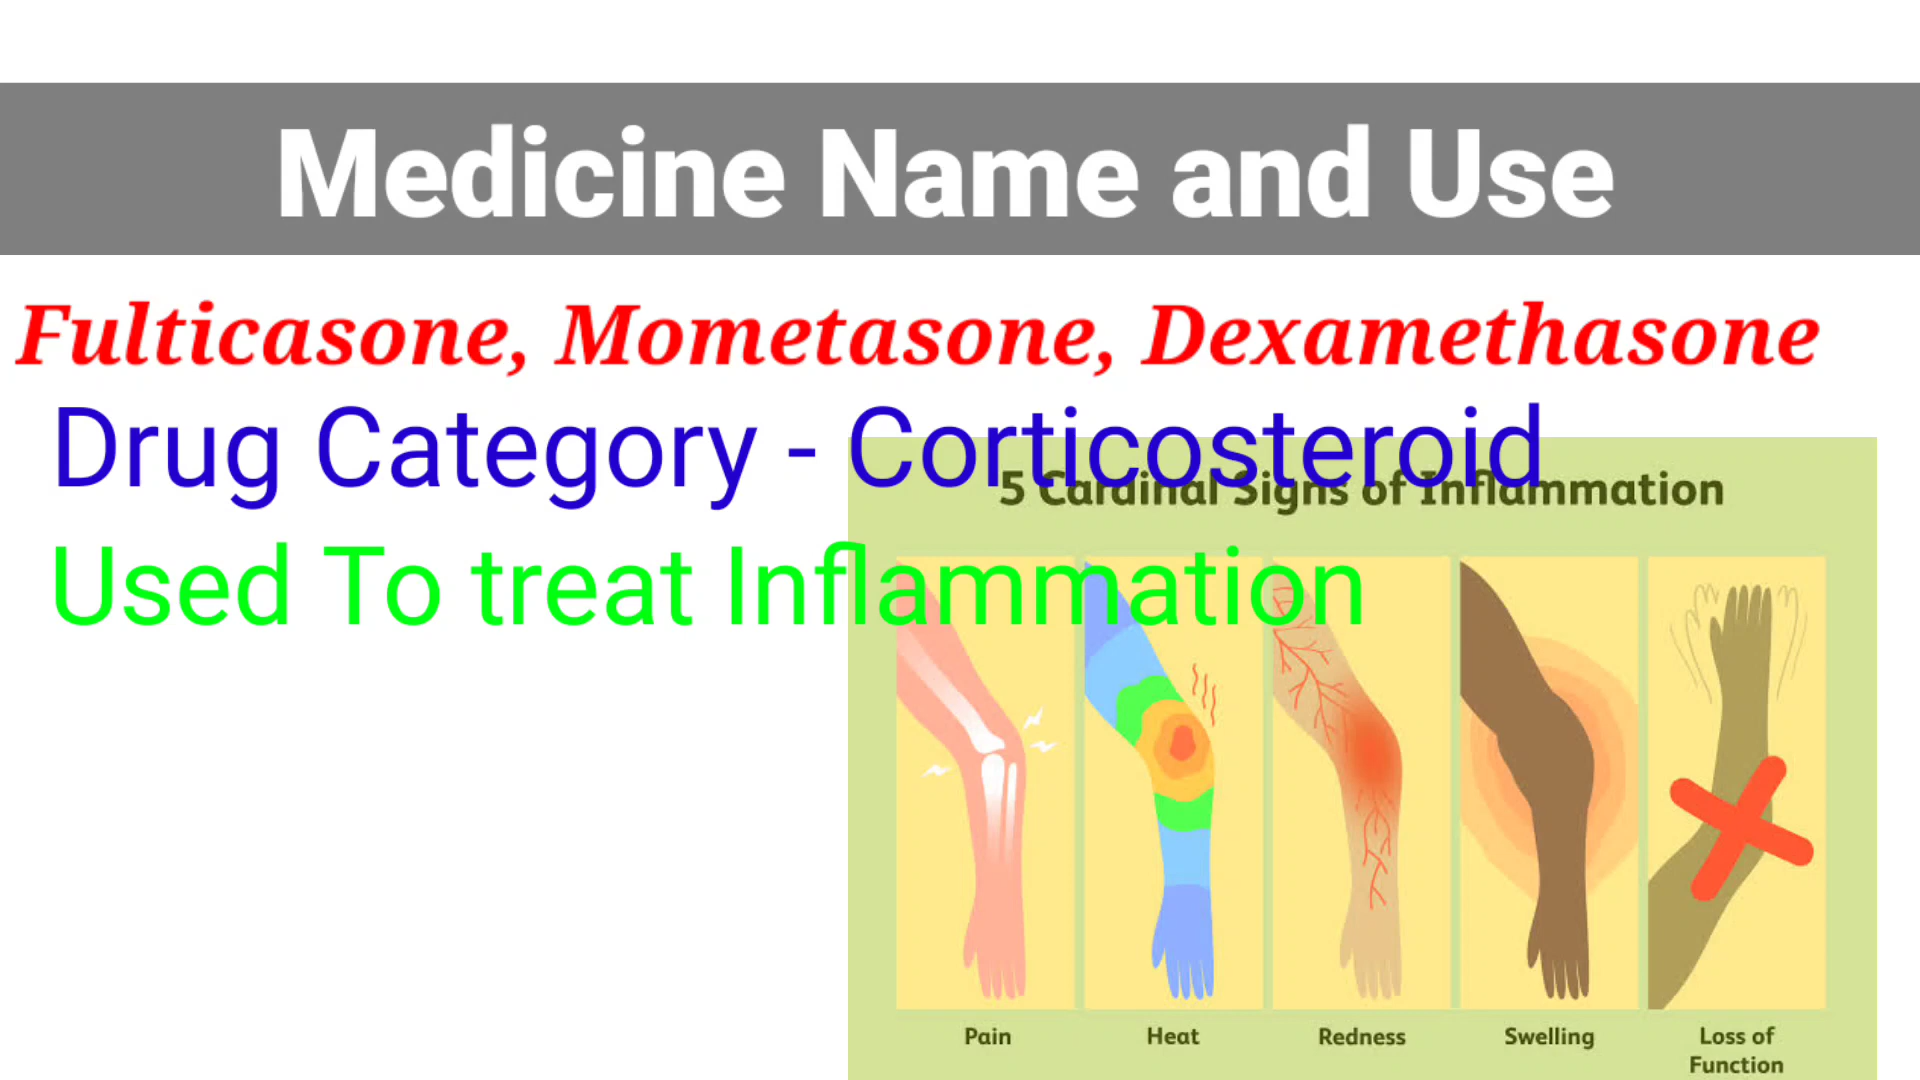 Medicine Name and Use
Fulticasone, Mometasone, Dexamethasone
Drug Category - Corticosteroid
5 Cardinal Signs of Inflammation
Used To treat Inflammation
Pain
Heat
Redness
Swelling
Loss of
Function